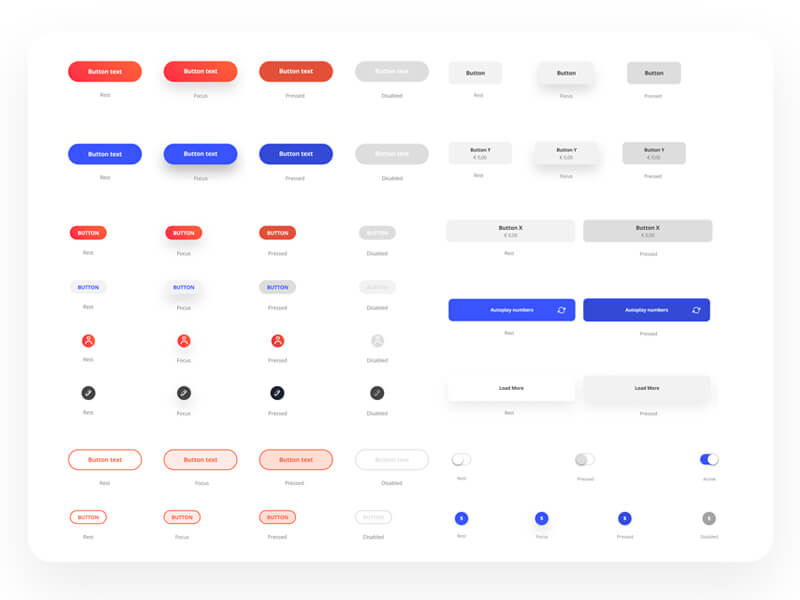 Button text Button text Button text Button text Button Button Button
Rest Focus Pressed Disabled Rest Focus Pressed
Button text Button text Button text Button text Button Y Button Y Button Y
€ 5,00 € 5,00 € 5,00
Rest Focus Pressed Disabled Rest Focus Pressed
BUTTON BUTTON BUTTON BUTTON Button X Button X
€ 5,00 € 5,00
Rest Focus Pressed Disabled Rest Pressed
BUTTON BUTTON BUTTON BUTTON
Rest Focus Pressed Disabled
Autoplay numbers Autoplay numbers
Rest Pressed
Rest Focus Pressed Disabled
Load More Load More
Rest Focus Pressed Disabled Rest Pressed
Button text Button text Button text Button text
Rest Focus Pressed Disabled Rest Pressed Active
BUTTON BUTTON BUTTON BUTTON
Rest Focus Pressed Disabled Rest Focus Pressed Disabled